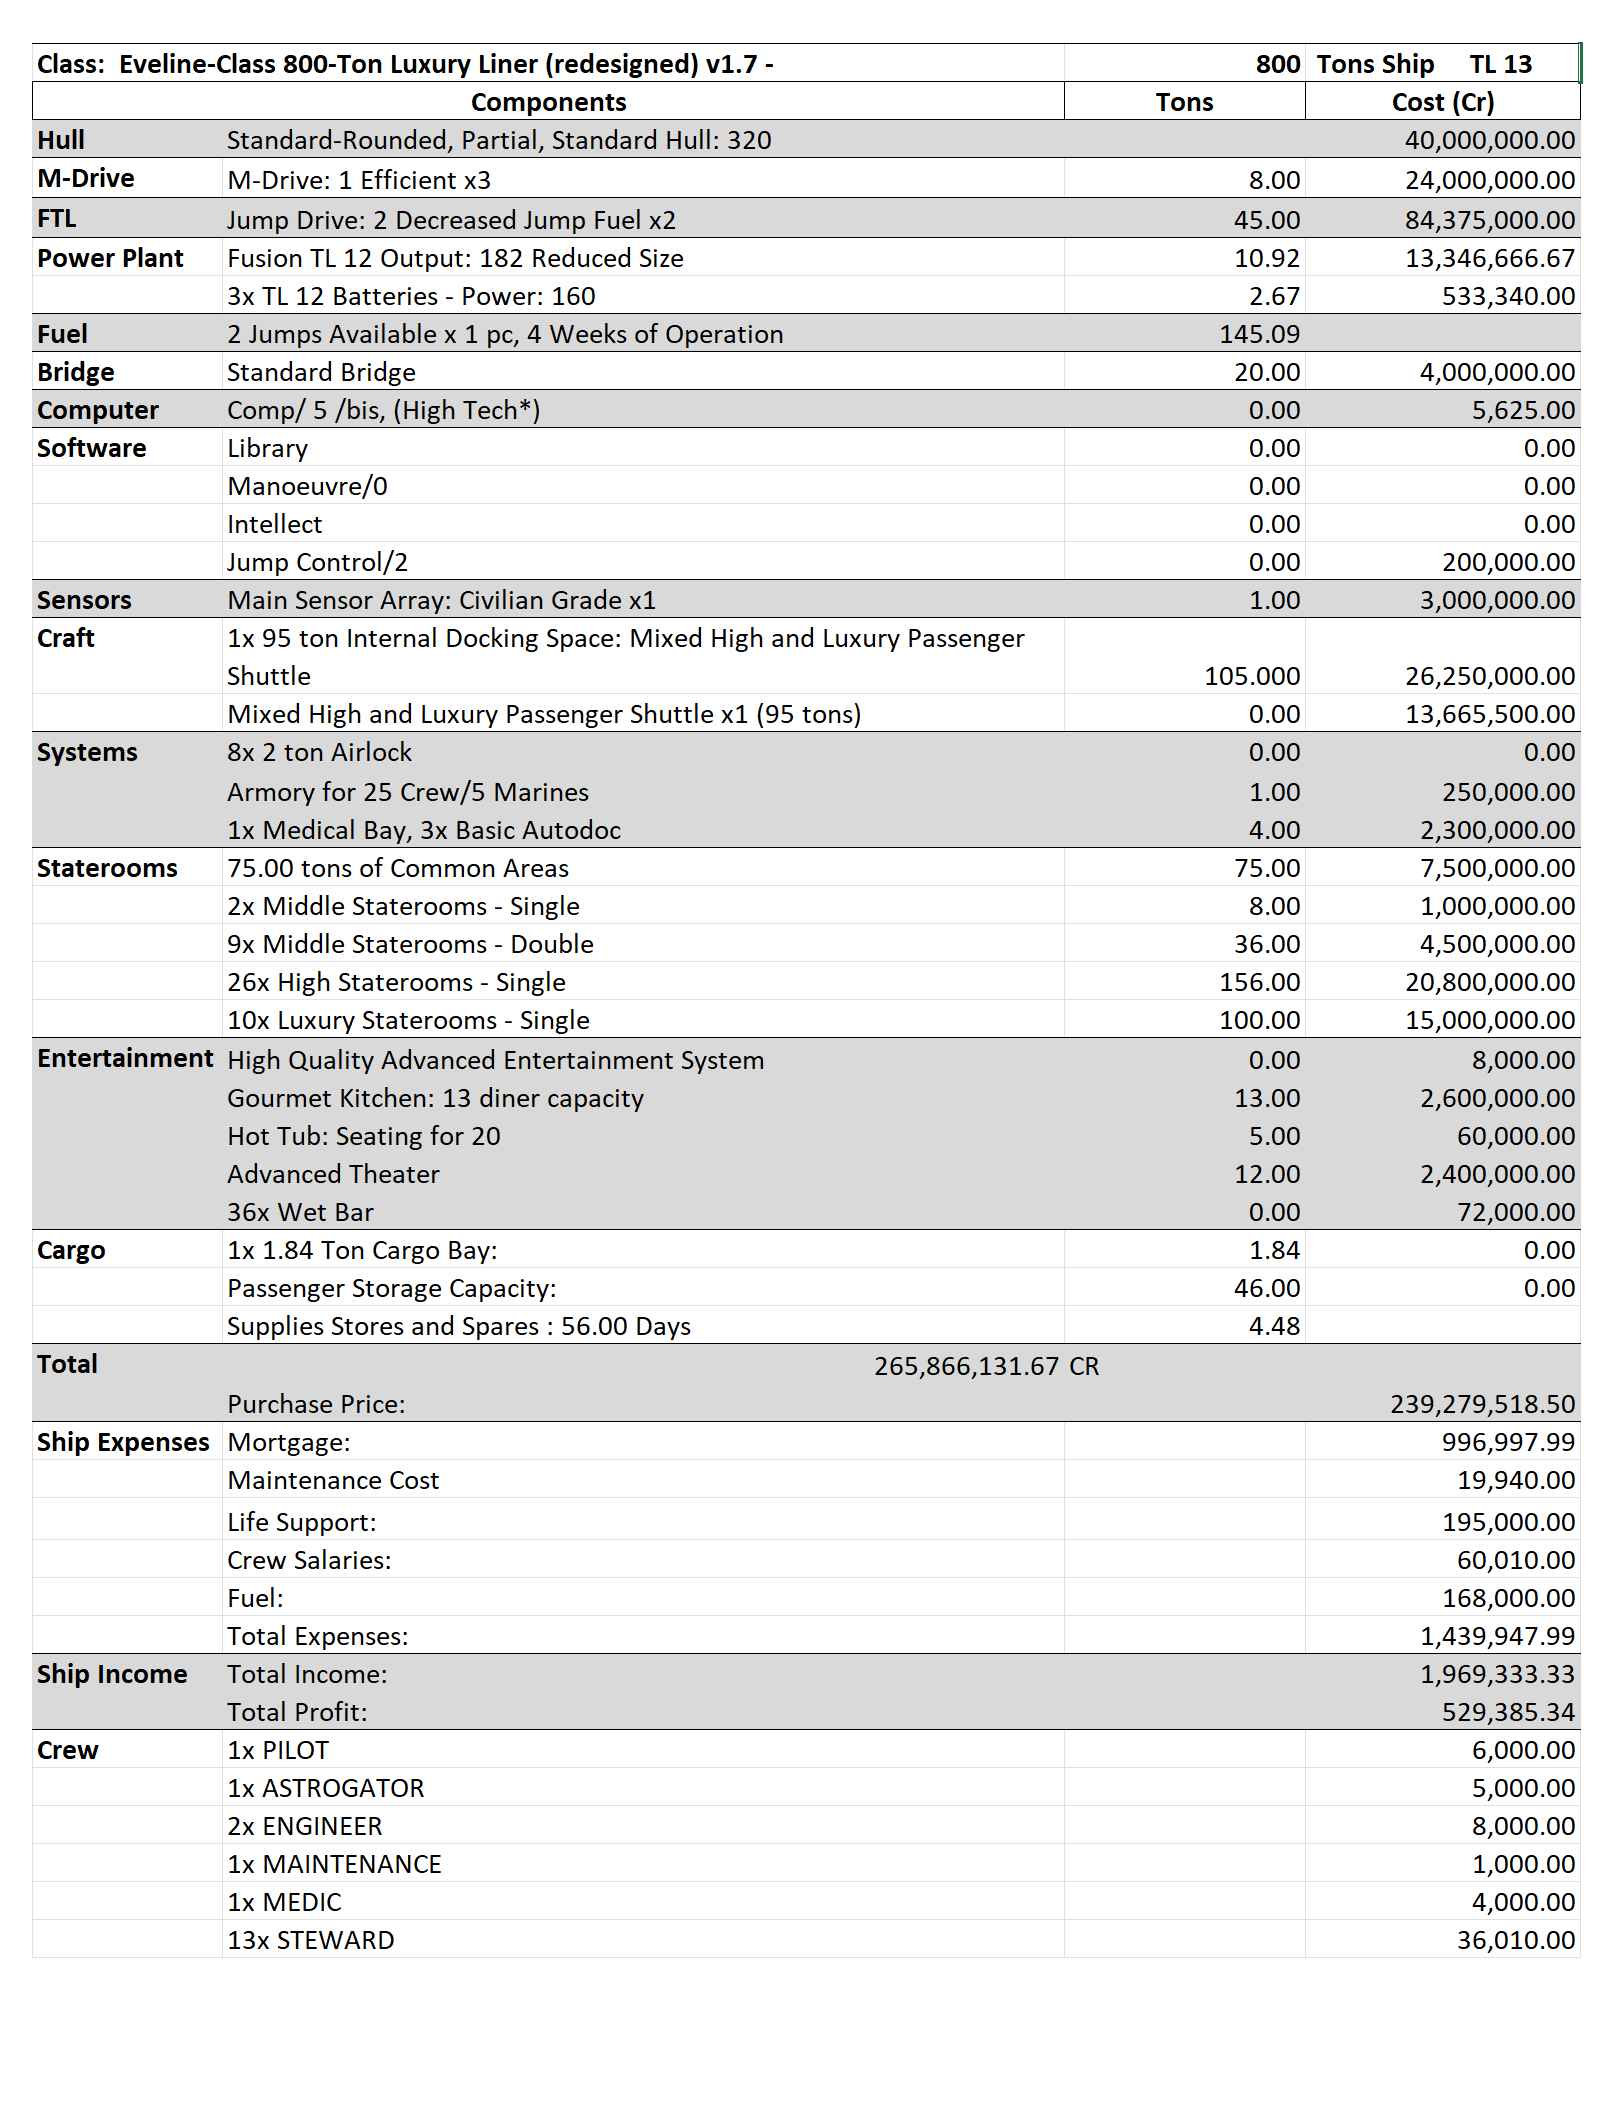 Class:  Eveline-Class 800-Ton Luxury Liner (redesigned) v1.7 - 800 Tons Ship TL 13
Components Tons Cost (Cr)
Hull Standard-Rounded, Partial, Standard Hull: 320 40,000,000.00
M-Drive M-Drive: 1 Efficient x3 8.00 24,000,000.00
FTL Jump Drive: 2 Decreased Jump Fuel x2 45.00 84,375,000.00
Power Plant Fusion TL 12 Output: 182 Reduced Size 10.92 13,346,666.67
3x TL 12 Batteries - Power: 160 2.67 533,340.00
Fuel 2 Jumps Available x 1 pc, 4 Weeks of Operation 145.09
Bridge Standard Bridge 20.00 4,000,000.00
Computer Comp/ 5 /bis, (High Tech*) 0.00 5,625.00
Software Library 0.00 0.00
Manoeuvre/0 0.00 0.00
Intellect 0.00 0.00
Jump Control/2 0.00 200,000.00
Sensors Main Sensor Array: Civilian Grade x1 1.00 3,000,000.00
Craft 1x 95 ton Internal Docking Space: Mixed High and Luxury Passenger
Shuttle 105.000 26,250,000.00
Mixed High and Luxury Passenger Shuttle x1 (95 tons) 0.00 13,665,500.00
Systems 8x 2 ton Airlock 0.00 0.00
Armory for 25 Crew/5 Marines 1.00 250,000.00
1x Medical Bay, 3x Basic Autodoc 4.00 2,300,000.00
Staterooms 75.00 tons of Common Areas 75.00 7,500,000.00
2x Middle Staterooms - Single 8.00 1,000,000.00
9x Middle Staterooms - Double 36.00 4,500,000.00
26x High Staterooms - Single 156.00 20,800,000.00
10x Luxury Staterooms - Single 100.00 15,000,000.00
Entertainment High Quality Advanced Entertainment System 0.00 8,000.00
Gourmet Kitchen: 13 diner capacity 13.00 2,600,000.00
Hot Tub: Seating for 20 5.00 60,000.00
Advanced Theater 12.00 2,400,000.00
36x Wet Bar 0.00 72,000.00
Cargo 1x 1.84 Ton Cargo Bay: 1.84 0.00
Passenger Storage Capacity: 46.00 0.00
Supplies Stores and Spares : 56.00 Days 4.48
Total 265,866,131.67 CR
Purchase Price: 239,279,518.50
Ship Expenses Mortgage: 996,997.99
Maintenance Cost 19,940.00
Life Support: 195,000.00
Crew Salaries: 60,010.00
Fuel: 168,000.00
Total Expenses: 1,439,947.99
Ship Income Total Income: 1,969,333.33
Total Profit: 529,385.34
Crew 1x PILOT 6,000.00
1x ASTROGATOR 5,000.00
2x ENGINEER 8,000.00
1x MAINTENANCE 1,000.00
1x MEDIC 4,000.00
13x STEWARD 36,010.00